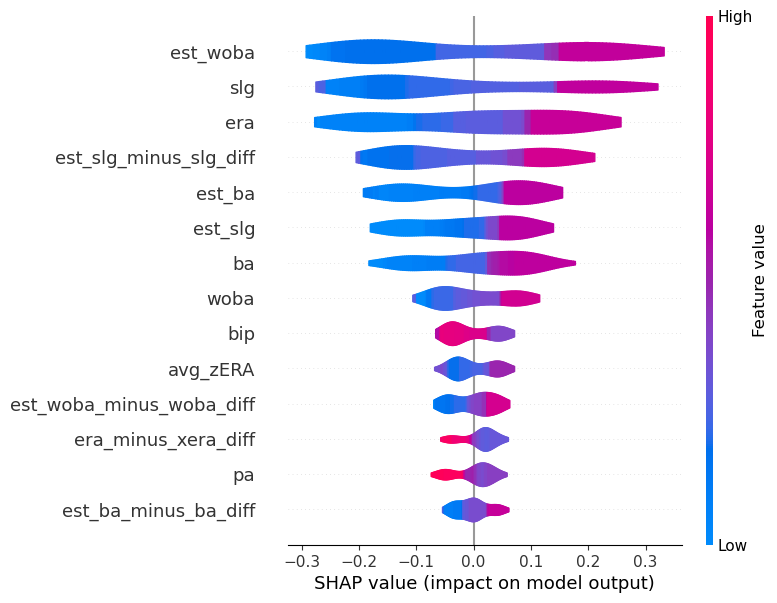 High
est_woba
slg
era
est_slg_minus_slg_diff
est_ba
est_slg
ba
woba
bip
avg_zERA
est_woba_minus_woba_diff
era_minus_xera_diff
pa
est_ba_minus_ba_diff
Low
Feature value
−0.3 −0.2 −0.1 0.0 0.1 0.2 0.3
SHAP value (impact on model output)